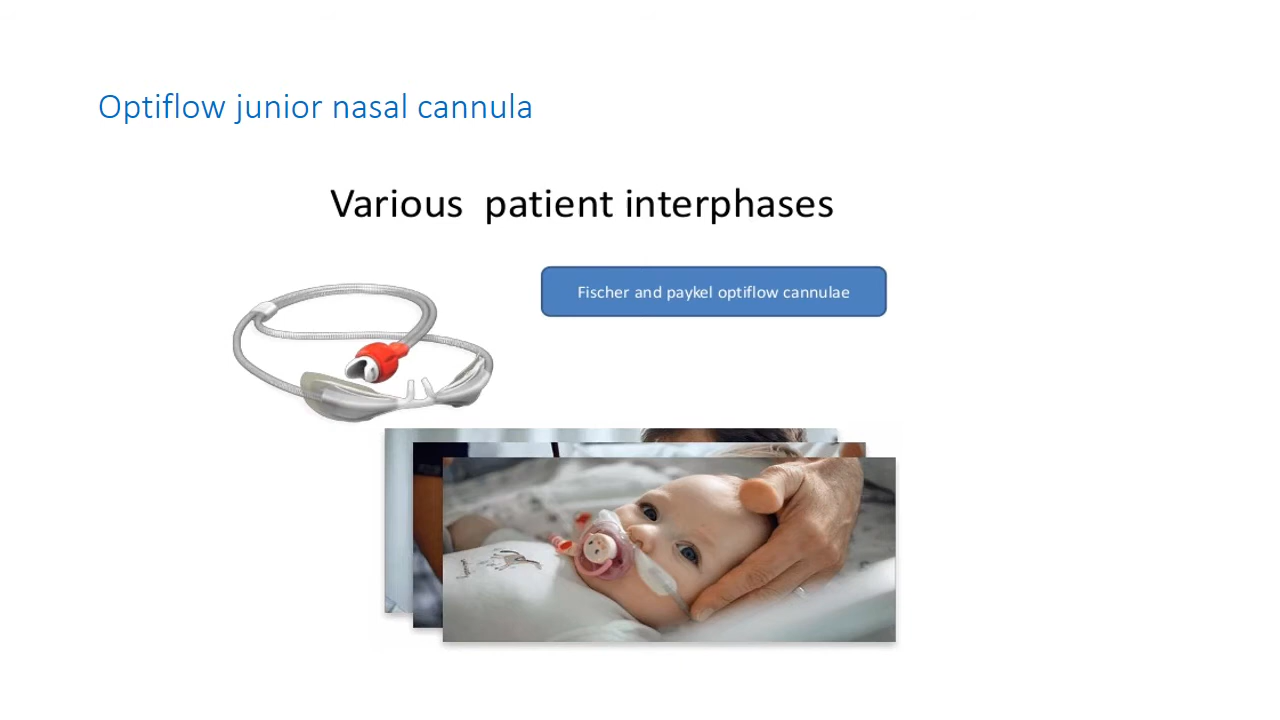 Optiflow junior nasal cannula
Various patient interphases
Fischer and paykel optiflow cannulae